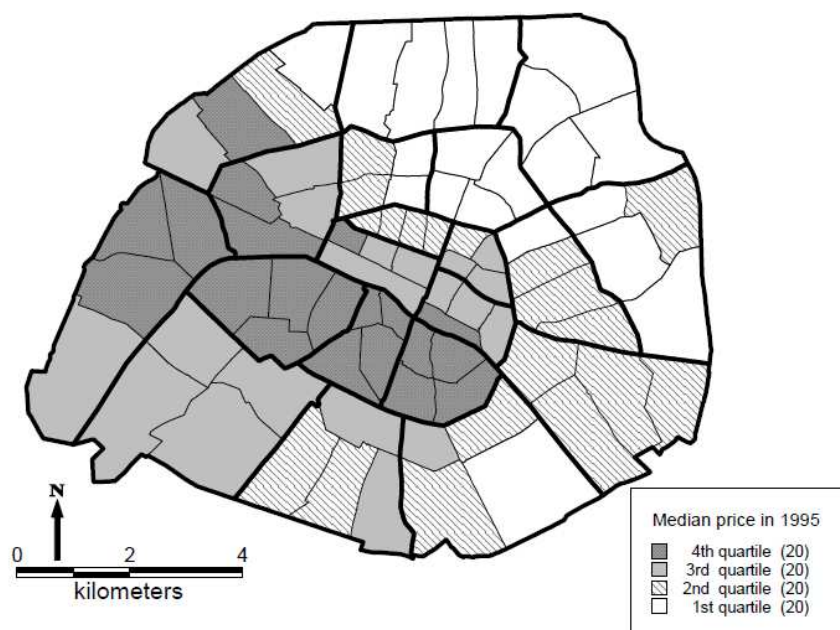 N
0 2 4
kilometers
Median price in 1995
4th quartile (20)
3rd quartile (20)
2nd quartile (20)
1st quartile (20)